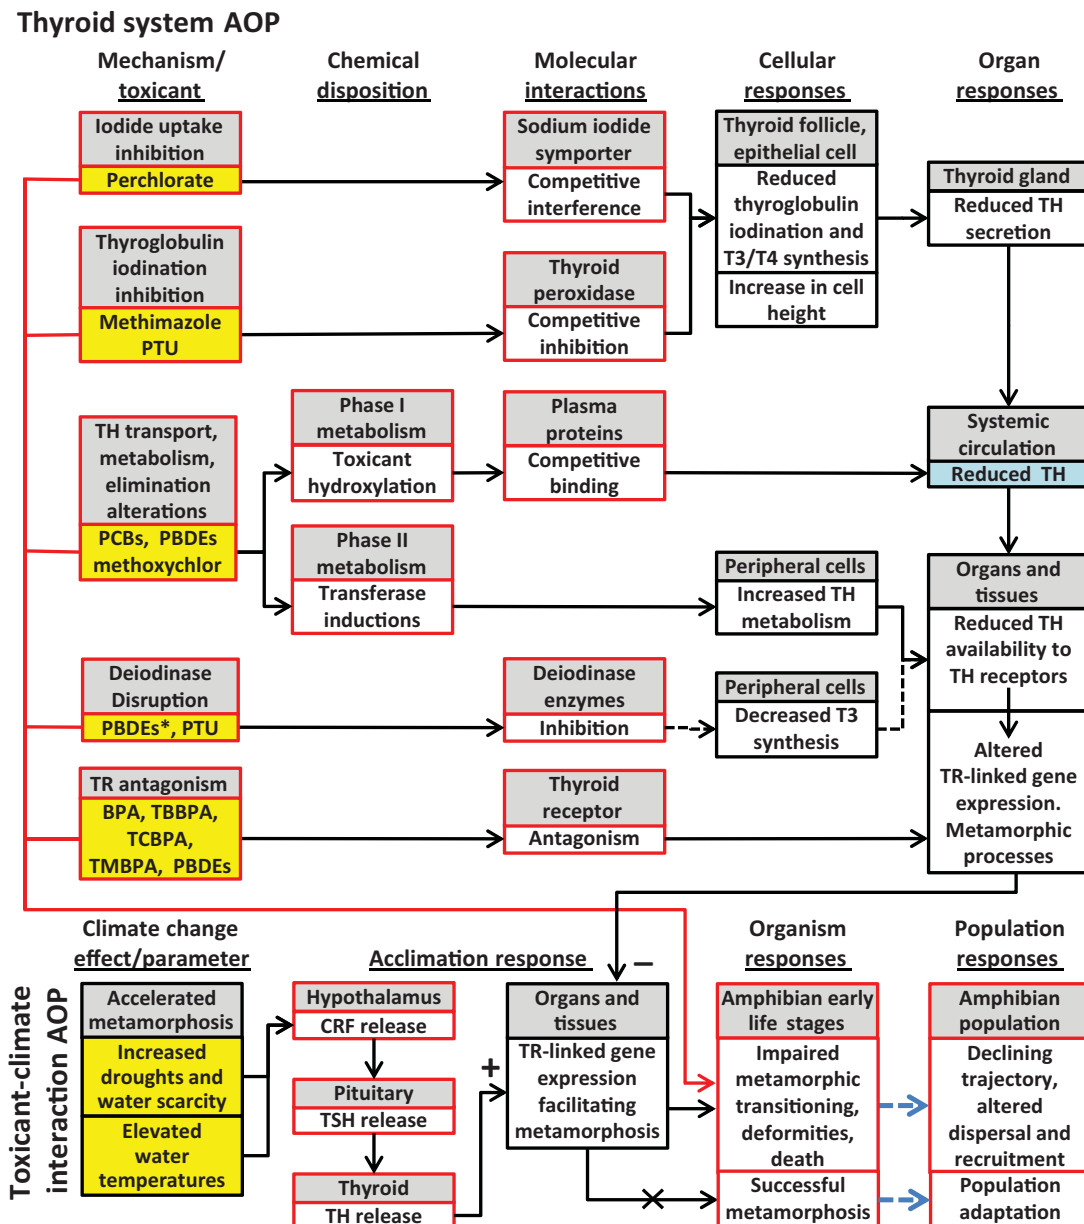 Thyroid system AOP
Mechanism/
toxicant
Chemical
disposition
Molecular
interactions
Cellular
responses
Organ
responses
Iodide uptake
inhibition
Perchlorate
Sodium iodide
symporter
Competitive
interference
Thyroid follicle,
epithelial cell
Reduced
thyroglobulin
iodination and
T3/T4 synthesis
Increase in cell
height
Thyroid gland
Reduced TH
secretion
Thyroglobulin
iodination
inhibition
Methimazole
PTU
Thyroid
peroxidase
Competitive
inhibition
TH transport,
metabolism,
elimination
alterations
PCBs, PBDEs
methoxychlor
Phase I
metabolism
Toxicant
hydroxylation
Plasma
proteins
Competitive
binding
Systemic
circulation
Reduced TH
Phase II
metabolism
Transferase
inductions
Peripheral cells
Increased TH
metabolism
Organs and
tissues
Reduced TH
availability to
TH receptors
Deiodinase
Disruption
PBDEs*, PTU
Deiodinase
enzymes
Inhibition
Peripheral cells
Decreased T3
synthesis
Altered
TR-linked gene
expression.
Metamorphic
processes
TR antagonism
BPA, TBBPA,
TCBPA,
TMBPA, PBDEs
Thyroid
receptor
Antagonism
Toxicant-climate
interaction AOP
Climate change
effect/parameter
Acclimation response
Organism
responses
Population
responses
Accelerated
metamorphosis
Increased
droughts and
water scarcity
Elevated
water
temperatures
Hypothalamus
CRF release
Pituitary
TSH release
Thyroid
TH release
+
−
Organs and
tissues
TR-linked gene
expression
facilitating
metamorphosis
Amphibian early
life stages
Impaired
metamorphic
transitioning,
deformities,
death
Successful
metamorphosis
Amphibian
population
Declining
trajectory,
altered
dispersal and
recruitment
Population
adaptation